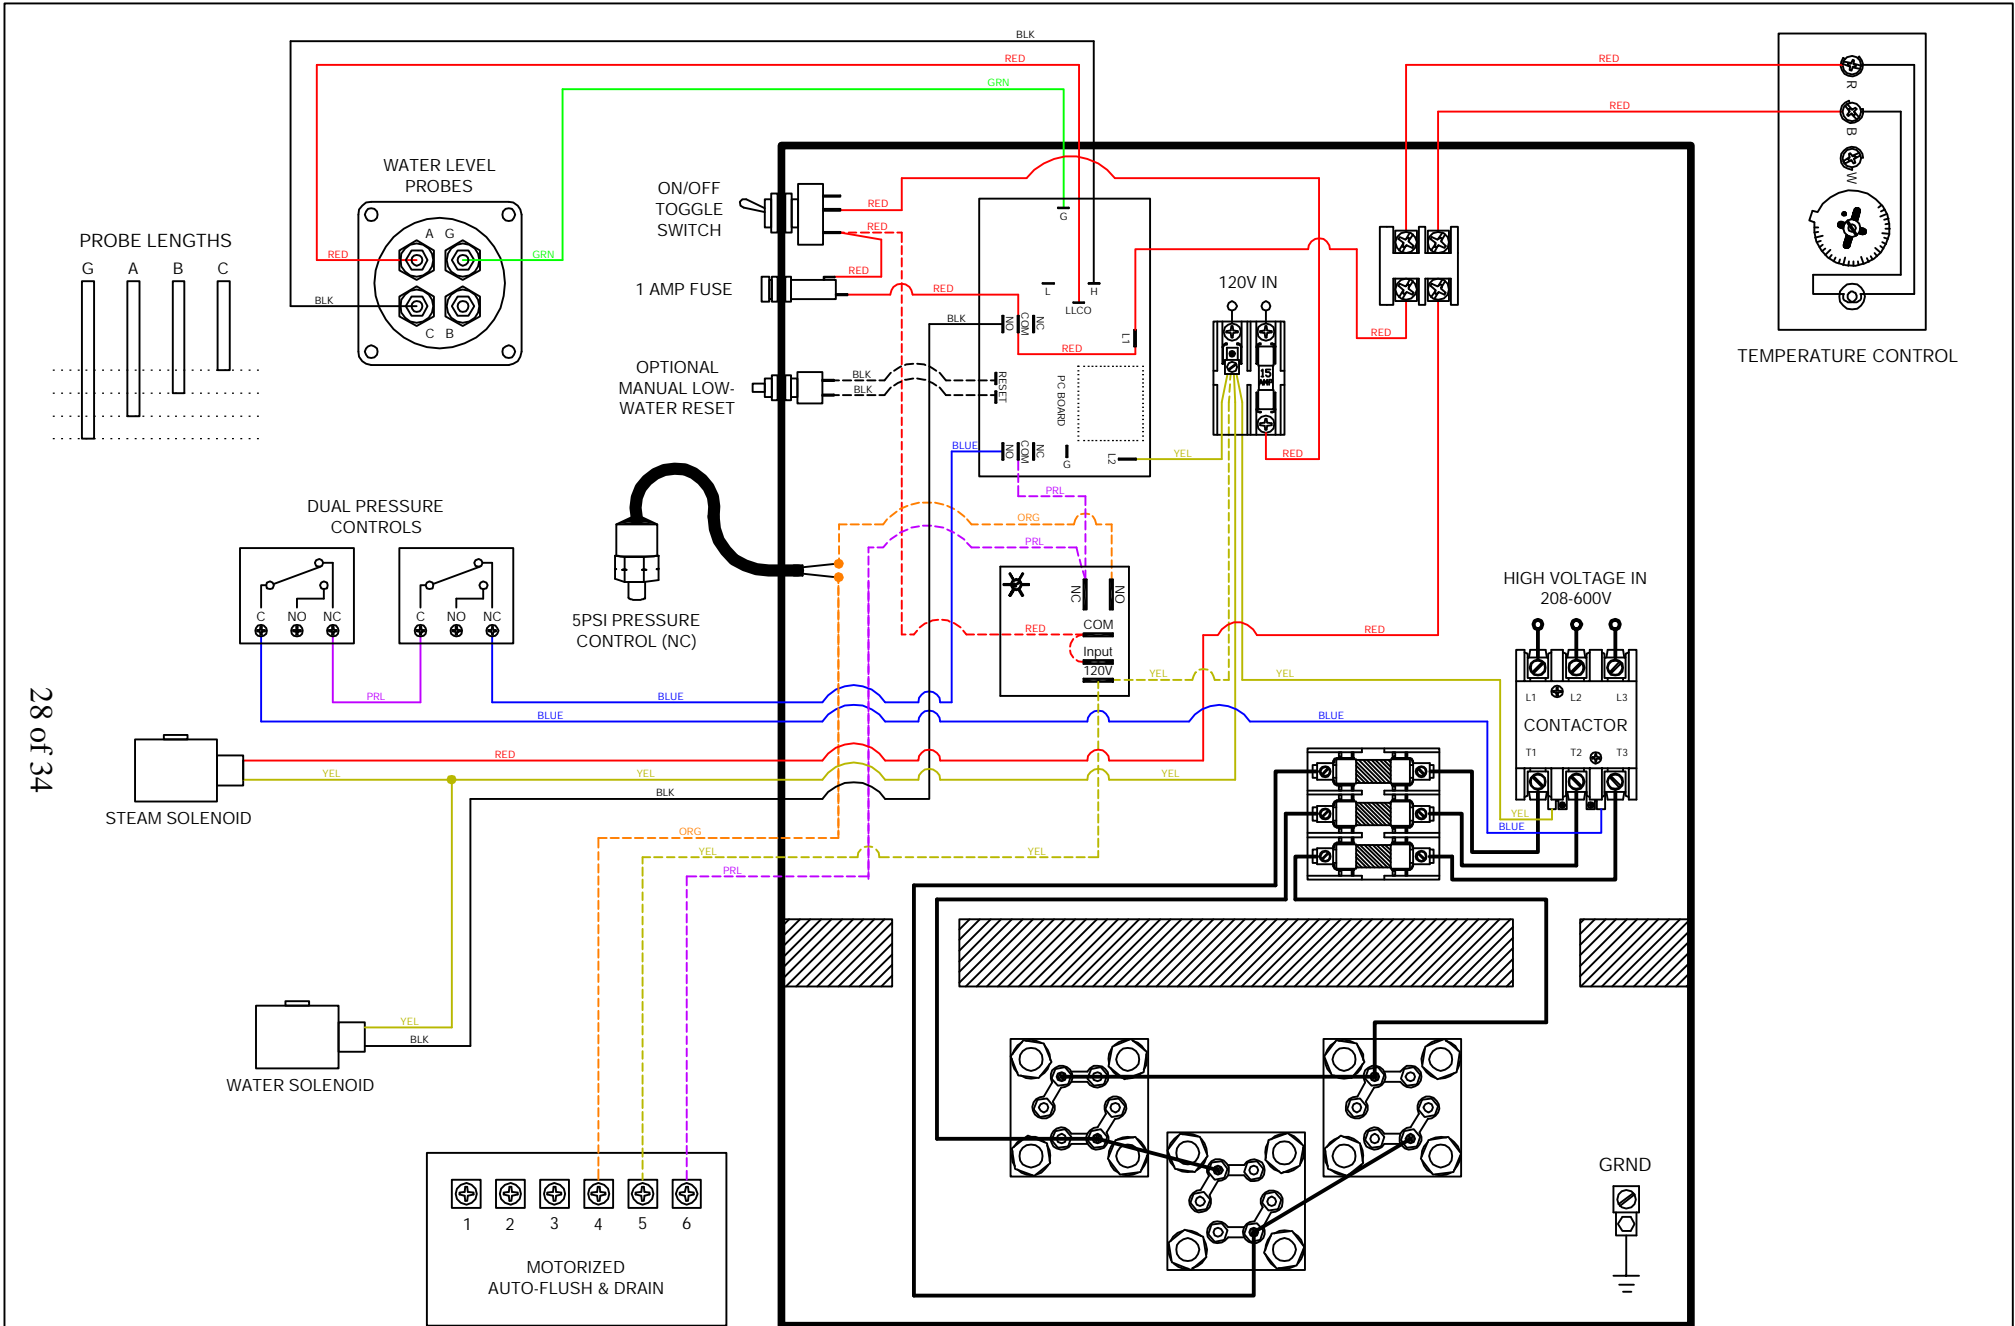 BLK
RED
GRN
RED
RED
WATER LEVEL
PROBES
A G
C B
RED
GRN
BLK
PROBE LENGTHS
G A B C
ON/OFF
TOGGLE
SWITCH
RED
RED
RED
1 AMP FUSE
RED
BLK
OPTIONAL
MANUAL LOW-
WATER RESET
BLK
BLK
G
L
H
LLCO
NO
COM
NC
RED
L1
RESET
PC BOARD
BLUE
NO
COM
NC
G
L2
YEL
PRL
120V IN
15
AMP
RED
RED
R
B
W
TEMPERATURE CONTROL
DUAL PRESSURE
CONTROLS
C NO NC
C NO NC
PRL
5PSI PRESSURE
CONTROL (NC)
ORG
PRL
NC
NO
COM
Input
120V
RED
YEL
YEL
RED
HIGH VOLTAGE IN
208-600V
L1 L2 L3
CONTACTOR
T1 T2 T3
YEL
BLUE
BLUE
BLUE
BLUE
RED
YEL
YEL
YEL
BLK
STEAM SOLENOID
ORG
YEL
YEL
PRL
YEL
BLK
WATER SOLENOID
1 2 3 4 5 6
MOTORIZED
AUTO-FLUSH & DRAIN
GRND
28 of 34